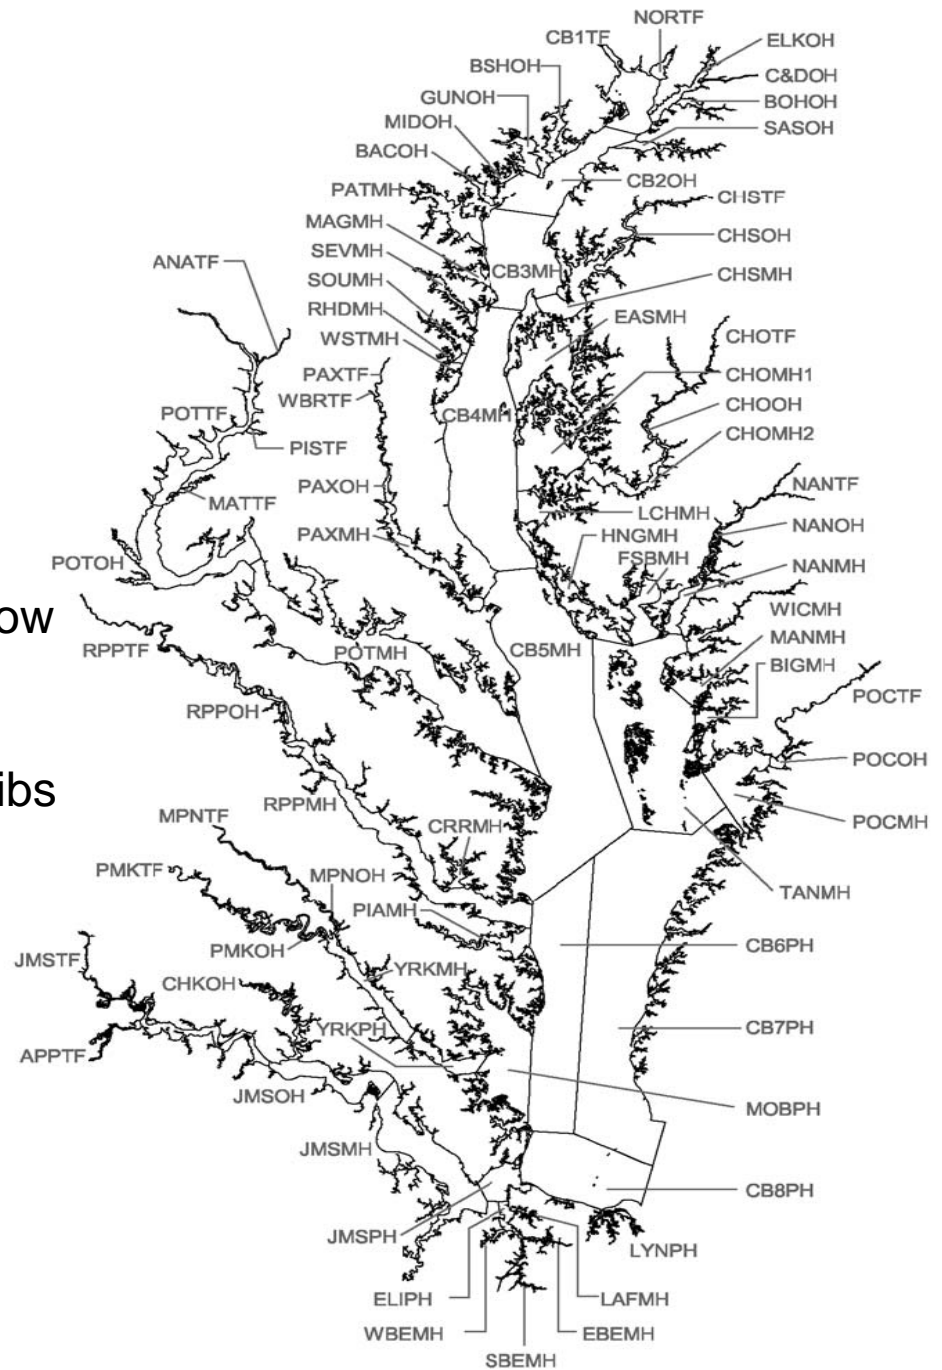 NORTF
CB1TF
ELKOH
BSHOH
C&DOH
GUNOH
BOHOH
MIDOH
SASOH
BACOH
CB2OH
PATMH
CHSTF
MAGMH
CHSOH
SEVMH
ANATF
CB3MH
CHSMH
SOUMH
RHDMH
EASMH
WSTMH
CHOTF
PAXTF
CHOMH1
WBRTF
CHOOH
POTTF
CB4MH
CHOMH2
PISTF
NANTF
PAXOH
MATTF
LCHMH
NANOH
PAXMH
HNGMH
FSBMH
POTOH
NANMH
WICMH
ow
MANMH
RPPTF
POTMH
CB5MH
BIGMH
POCTF
RPPOH
POCOH
ibs
RPPMH
POCMH
MPNTF
CRRMH
PMKTF
MPNOH
TANMH
PIAMH
PMKOH
CB6PH
JMSTF
YRKMH
CHKOH
YRKPH
CB7PH
APPTF
JMSOH
MOBPH
JMSMH
CB8PH
JMSPH
LYNPH
ELIPH
LAFMH
WBEMH
EBEMH
SBEMH